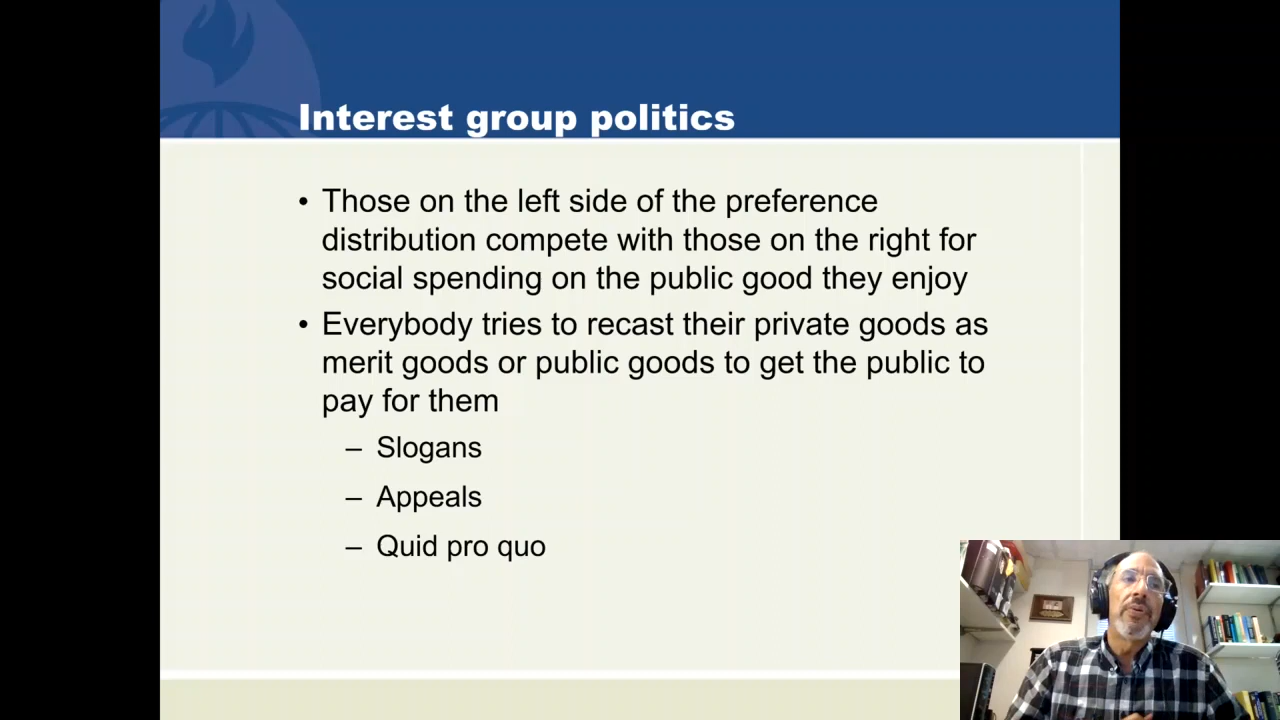 Interest group politics
• Those on the left side of the preference
distribution compete with those on the right for
social spending on the public good they enjoy
• Everybody tries to recast their private goods as
merit goods or public goods to get the public to
pay for them
– Slogans
– Appeals
– Quid pro quo